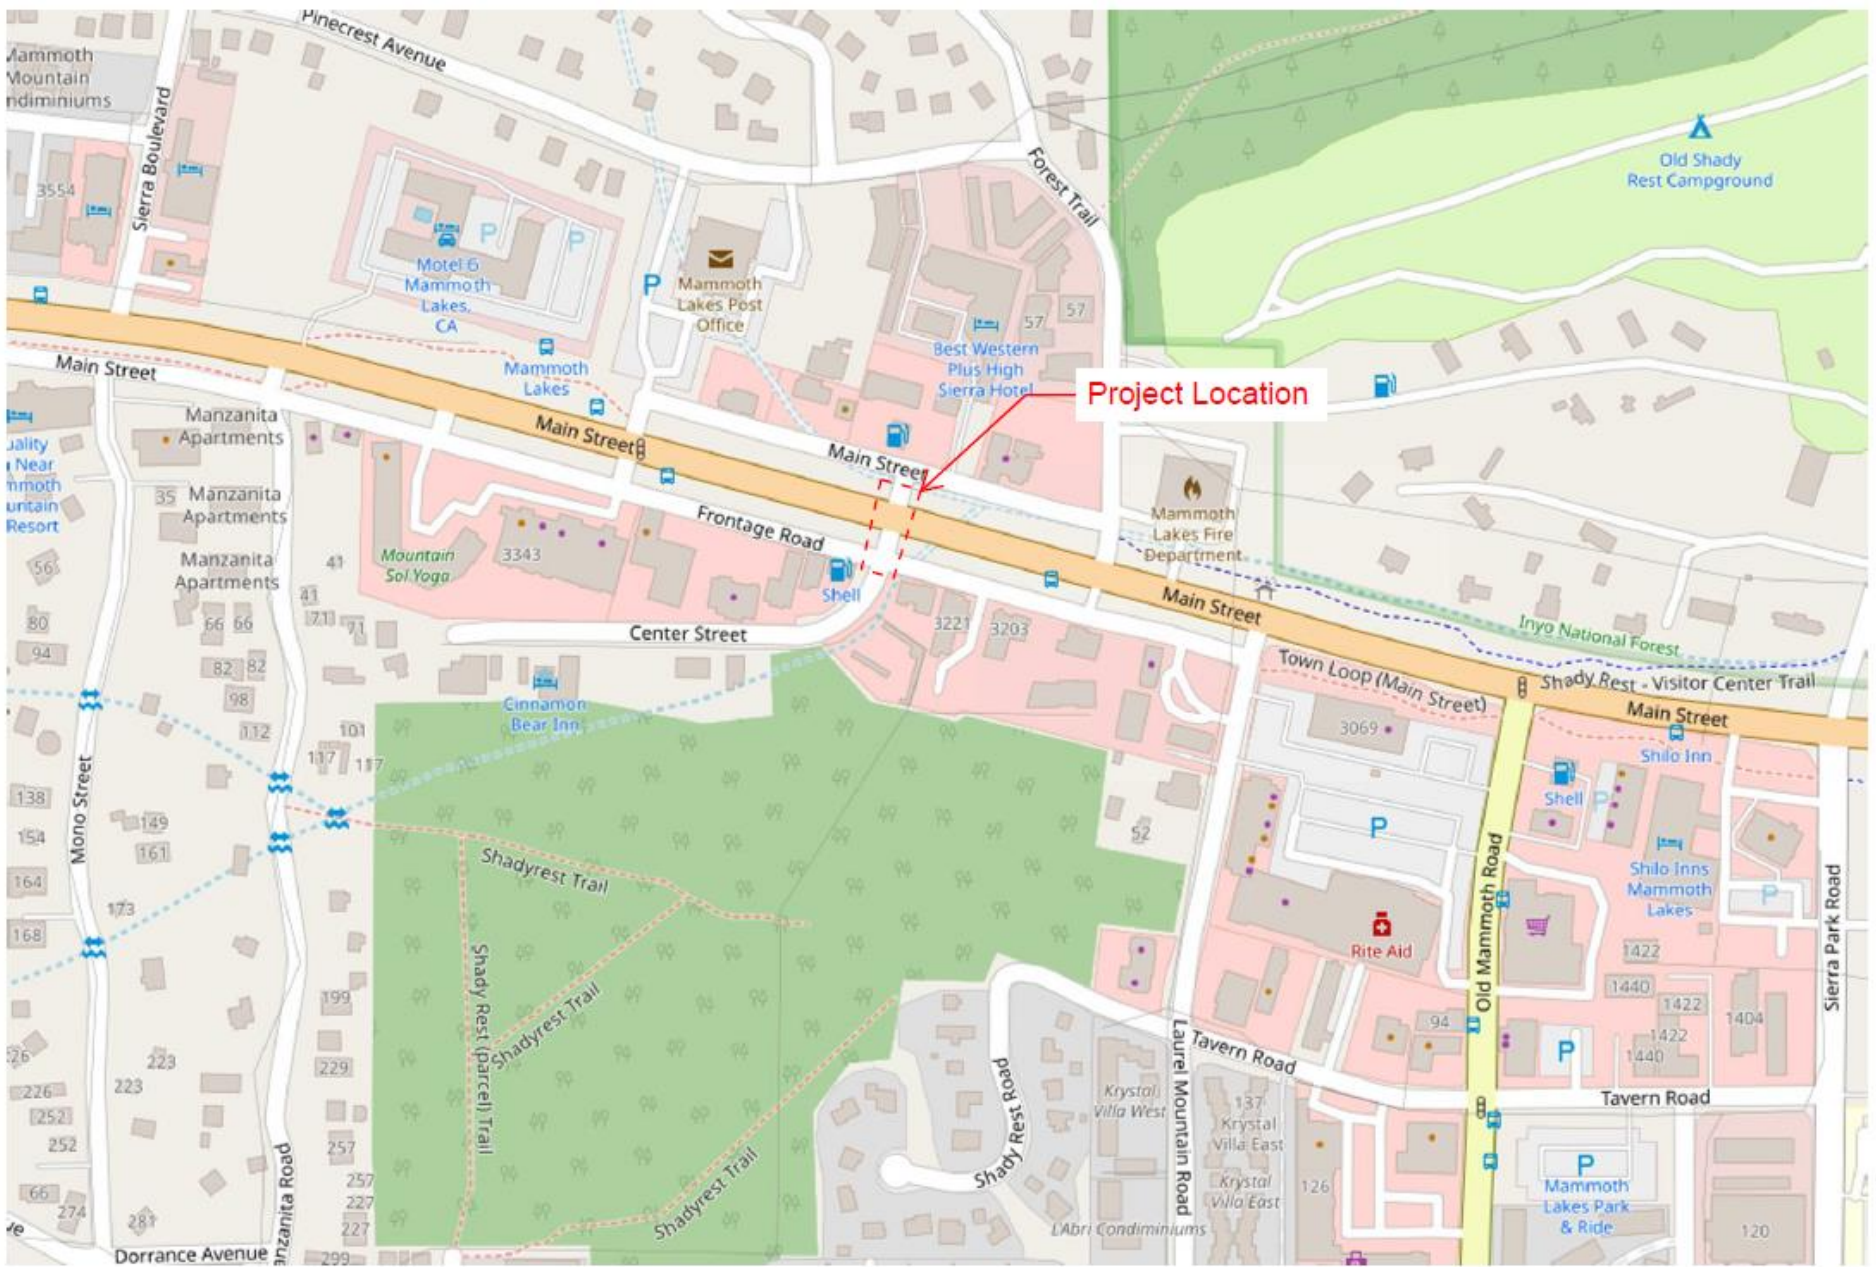 Pinecrest Avenue
Mammoth
Mountain
ndiminiums
Sierra Boulevard
3554
Forest Trail
Old Shady
Rest Campground
P
P
Motel 6
Mammoth
Lakes,
CA
P
Mammoth
Lakes Post
Office
57
57
Best Western
Plus High
Sierra Hotel
Mammoth
Lakes
Project Location
Main Street
Main Street
Main Street
Manzanita
Apartments
uality
Near
mmoth
untain
Resort
35
Manzanita
Apartments
Frontage Road
Mammoth
Lakes Fire
Department
Mountain
Sol Yoga
3343
Manzanita
Apartments
41
Shell
56
41
Main Street
66
66
71
71
80
Center Street
3221
3203
Inyo National Forest
94
82
82
Town Loop (Main Street)
Shady Rest - Visitor Center Trail
98
Cinnamon
Bear Inn
Main Street
112
101
3069
Shilo Inn
117
117
138
Shell
P
149
154
Mono Street
161
52
P
Shadyrest Trail
164
Shilo Inns
Mammoth
Lakes
P
173
168
Rite Aid
Old Mammoth Road
Sierra Park Road
1422
199
Shady Rest (parcel) Trail
Shadyrest Trail
1440
1422
1404
94
1422
1440
P
26
223
229
Laurel Mountain Road
Tavern Road
226
223
Shady Rest Road
Krystal
Villa West
137
Krystal
Villa East
Tavern Road
252
252
257
Manzanita Road
Shadyrest Trail
257
227
227
66
274
281
Krystal
Villa East
126
P
Mammoth
Lakes Park
& Ride
L'Abri Condiminiums
120
Dorrance Avenue
299